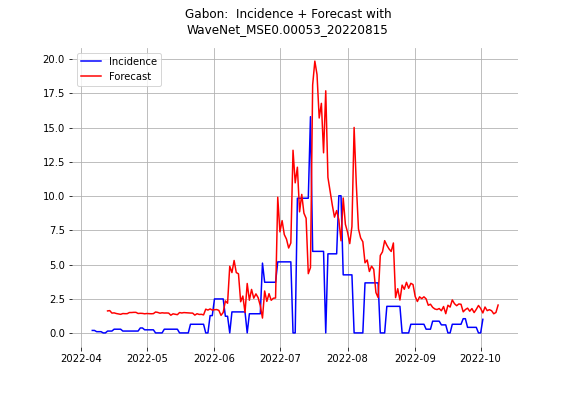 Gabon:  Incidence + Forecast with
WaveNet_MSE0.00053_20220815
Incidence
Forecast
20.0
17.5
15.0
12.5
10.0
7.5
5.0
2.5
0.0
2022-04 2022-05 2022-06 2022-07 2022-08 2022-09 2022-10